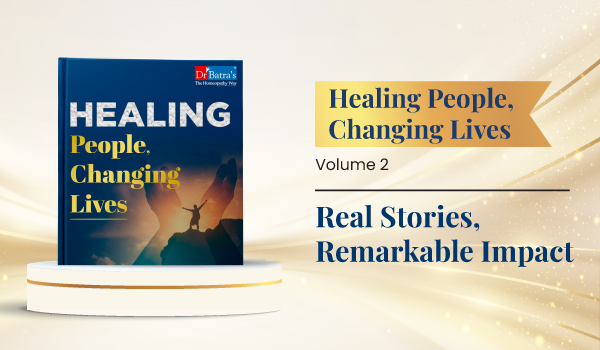 Dr Batra's
The Homeopathy Way
HEALING
People,
Changing
Lives
Healing People,
Changing Lives
Volume 2
Real Stories,
Remarkable Impact